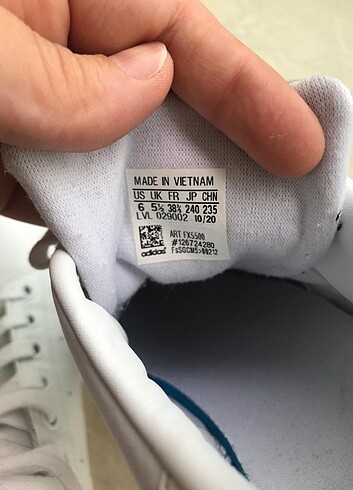 MADE IN VIETNAM
US UK FR JP CHN
6 5½ 38⅔ 240 235
LVL 029002 10/20
ART FX5500
#126724280
adidas